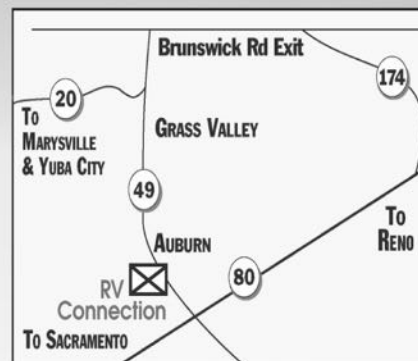 Brunswick Rd Exit
174
20
TO
MARYSVILLE
& YUBA CITY
GRASS VALLEY
49
TO
RENO
AUBURN
80
RV
Connection
TO SACRAMENTO